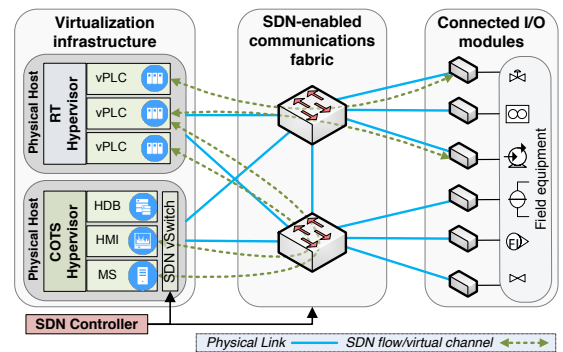 Virtualization
infrastructure
SDN-enabled
communications
fabric
Connected I/O
modules
Physical Host
RT
Hypervisor
vPLC
vPLC
vPLC
Physical Host
COTS
Hypervisor
HDB
HMI
MS
SDN vSwitch
Field equipment
SDN Controller
Physical Link
SDN flow/virtual channel